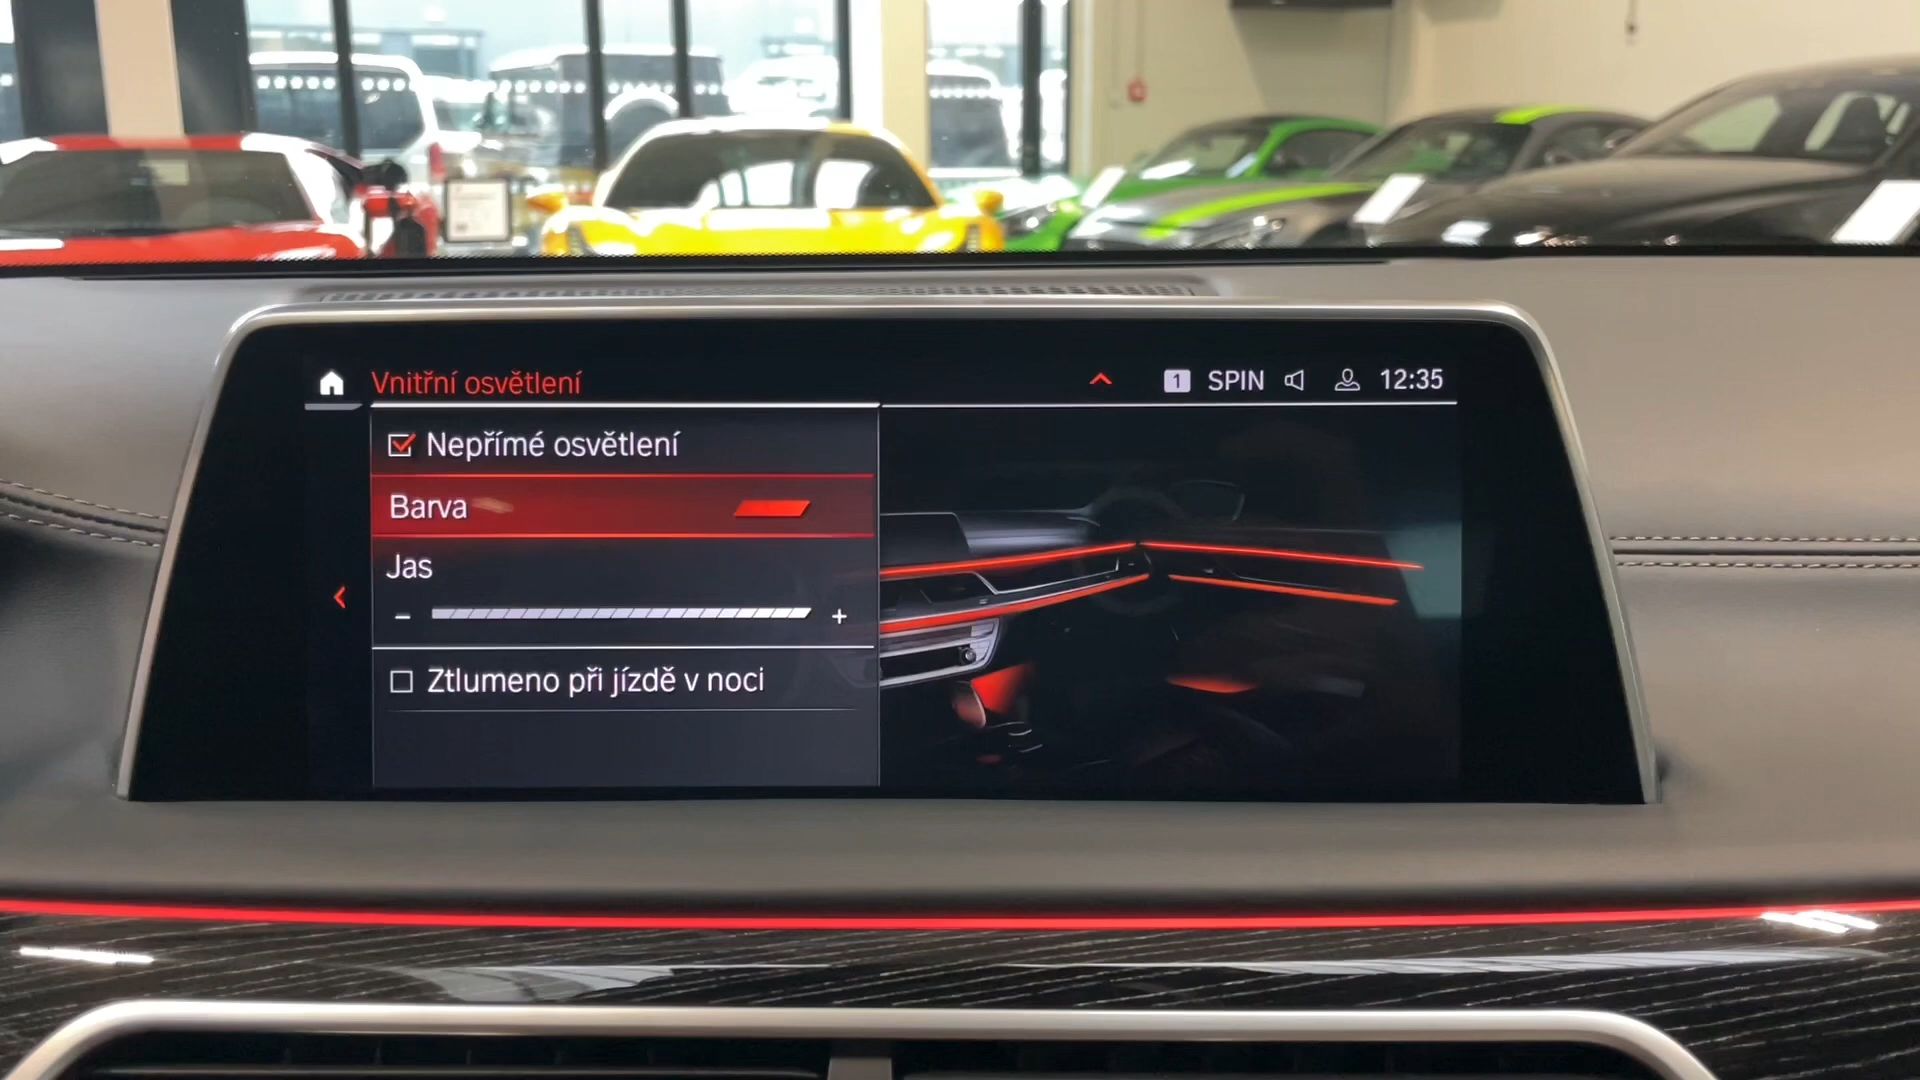 Vnitřní osvětlení
1 SPIN 12:35
Nepřímé osvětlení
Barva
Jas
- +
Ztlumeno při jízdě v noci